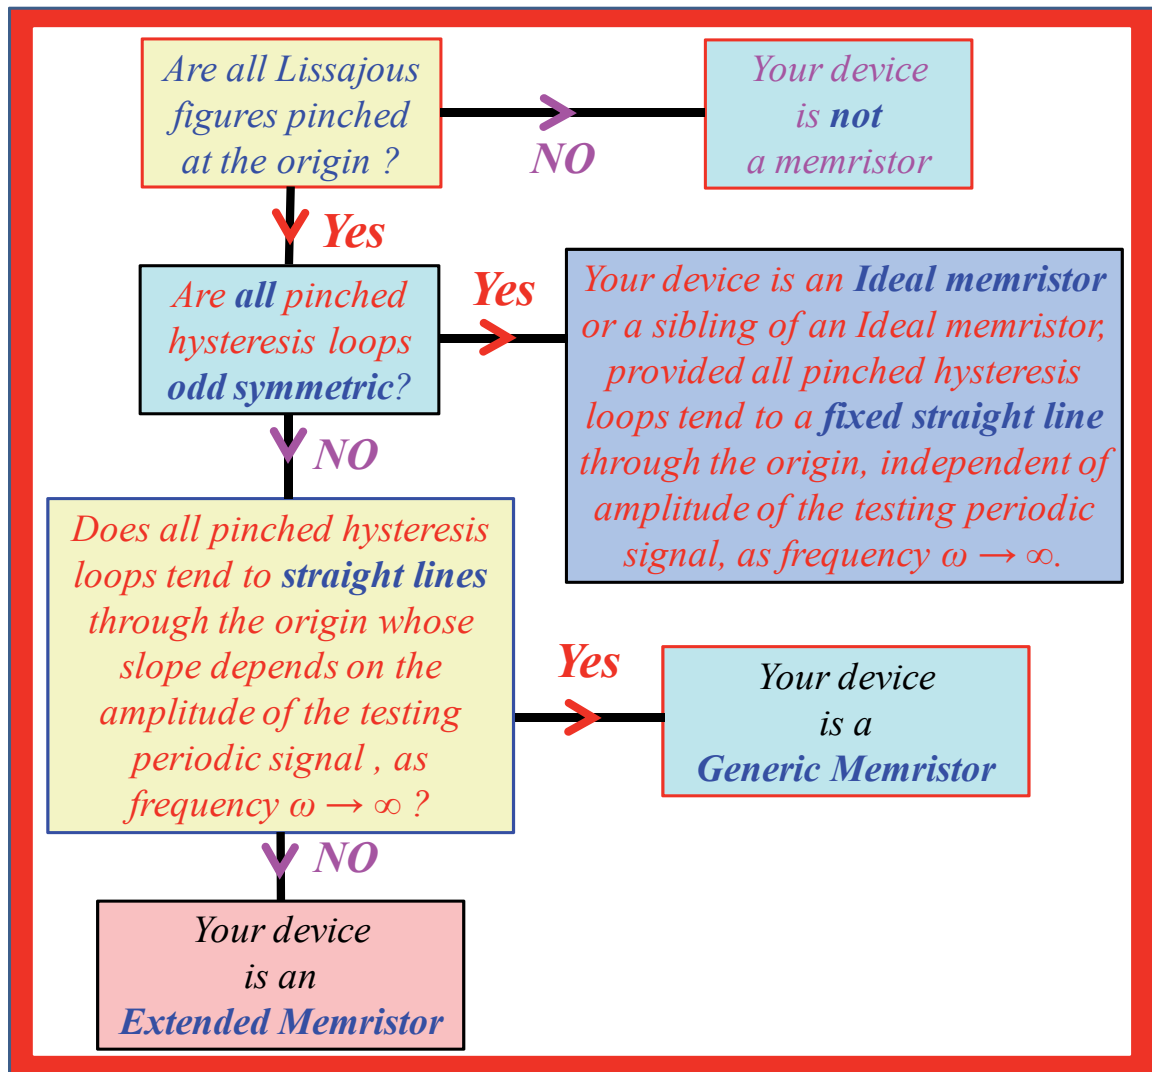 Are all Lissajous
figures pinched
at the origin ?
NO
Your device
is not
a memristor
Yes
Are all pinched
hysteresis loops
odd symmetric?
Yes
Your device is an Ideal memristor
or a sibling of an Ideal memristor,
provided all pinched hysteresis
loops tend to a fixed straight line
through the origin, independent of
amplitude of the testing periodic
signal, as frequency ω → ∞.
NO
Does all pinched hysteresis
loops tend to straight lines
through the origin whose
slope depends on the
amplitude of the testing
periodic signal , as
frequency ω → ∞ ?
Yes
Your device
is a
Generic Memristor
NO
Your device
is an
Extended Memristor